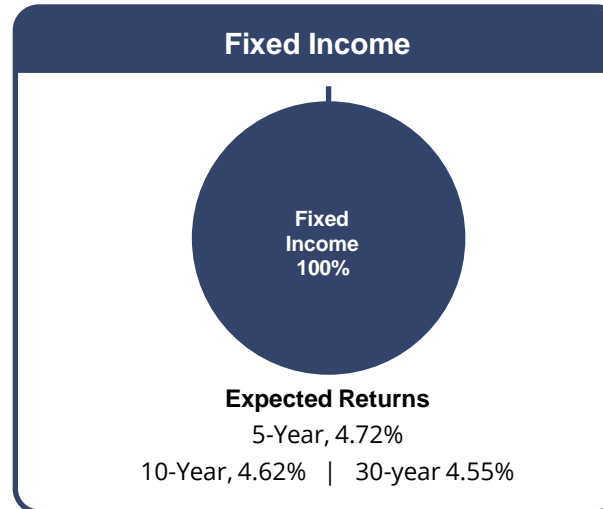 Fixed Income
Fixed
Income
100%
Expected Returns
5-Year, 4.72%
10-Year, 4.62% | 30-year 4.55%